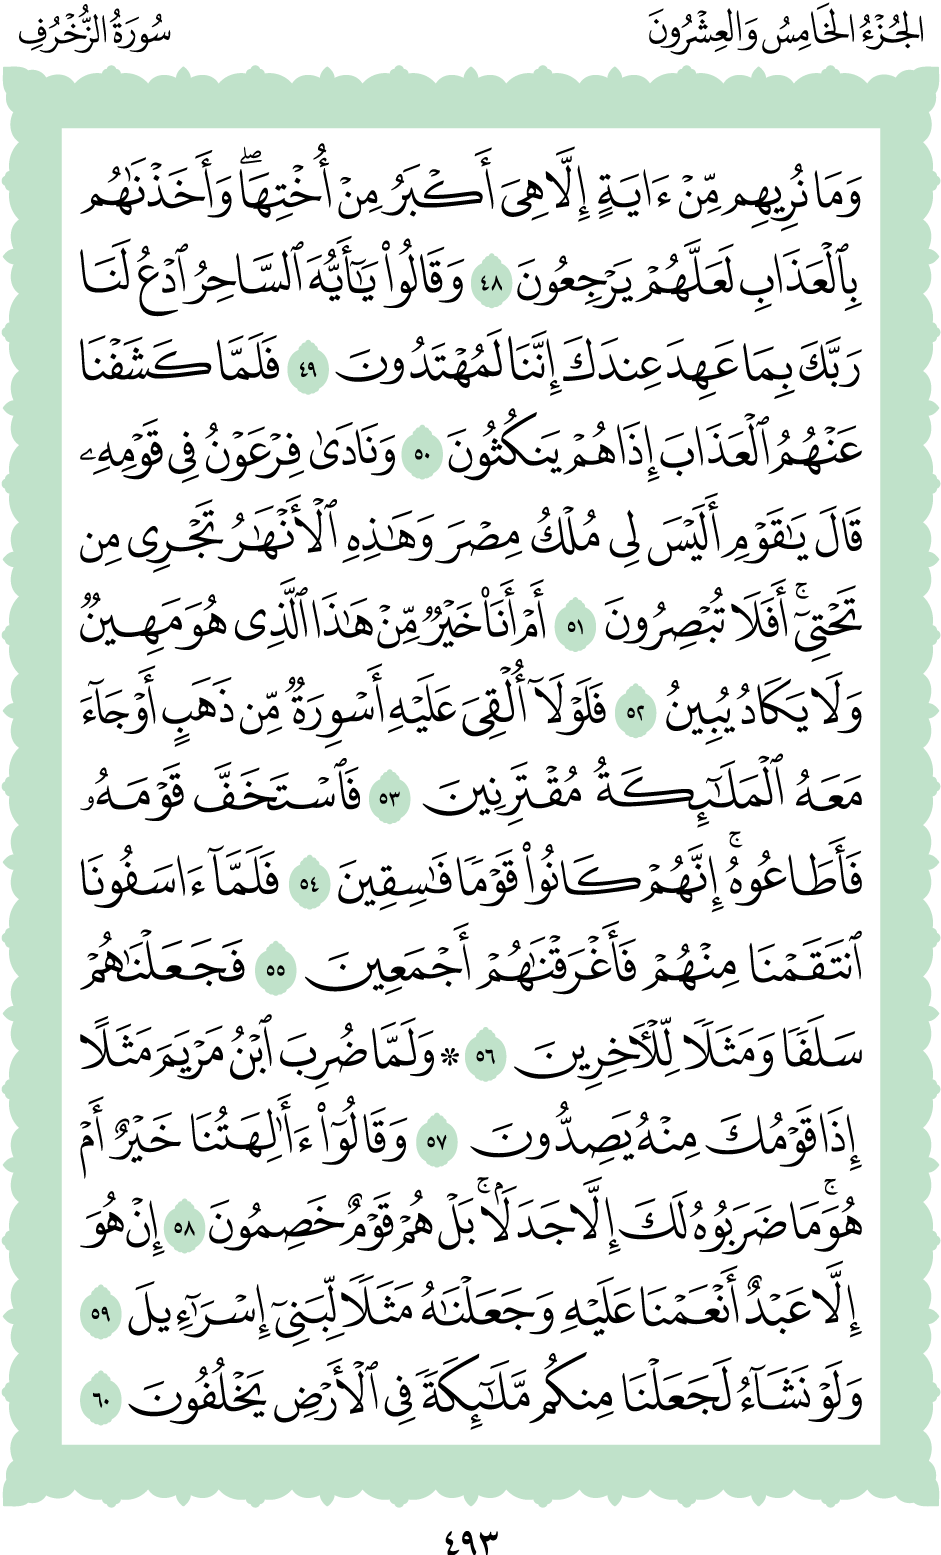 الجُزْءُ الخَامِسُ وَالعِشْرُونَ
سُورَةُ الزُّخْرُفِ
وَمَا نُرِيهِم مِّنْ ءَايَةٍ إِلَّا هِىَ أَكْبَرُ مِنْ أُخْتِهَاۖ وَأَخَذْنَٰهُم
بِٱلْعَذَابِ لَعَلَّهُمْ يَرْجِعُونَ ٤٨ وَقَالُوا۟ يَٰٓأَيُّهَ ٱلسَّاحِرُ ٱدْعُ لَنَا
رَبَّكَ بِمَا عَهِدَ عِندَكَ إِنَّنَا لَمُهْتَدُونَ ٤٩ فَلَمَّا كَشَفْنَا
عَنْهُمُ ٱلْعَذَابَ إِذَا هُمْ يَنكُثُونَ ٥٠ وَنَادَىٰ فِرْعَوْنُ فِى قَوْمِهِۦ
قَالَ يَٰقَوْمِ أَلَيْسَ لِى مُلْكُ مِصْرَ وَهَٰذِهِ ٱلْأَنْهَٰرُ تَجْرِى مِن
تَحْتِىٓۚ أَفَلَا تُبْصِرُونَ ٥١ أَمْ أَنَا۠ خَيْرٌ مِّنْ هَٰذَا ٱلَّذِى هُوَ مَهِينٌ
وَلَا يَكَادُ يُبِينُ ٥٢ فَلَوْلَآ أُلْقِىَ عَلَيْهِ أَسْوِرَةٌ مِّن ذَهَبٍ أَوْ جَآءَ
مَعَهُ ٱلْمَلَٰٓئِكَةُ مُقْتَرِنِينَ ٥٣ فَٱسْتَخَفَّ قَوْمَهُۥ
فَأَطَاعُوهُۚ إِنَّهُمْ كَانُوا۟ قَوْمًا فَٰسِقِينَ ٥٤ فَلَمَّآ ءَاسَفُونَا
ٱنتَقَمْنَا مِنْهُمْ فَأَغْرَقْنَٰهُمْ أَجْمَعِينَ ٥٥ فَجَعَلْنَٰهُمْ
سَلَفًا وَمَثَلًا لِّلْءَاخِرِينَ ٥٦ ۞ وَلَمَّا ضُرِبَ ٱبْنُ مَرْيَمَ مَثَلًا
إِذَا قَوْمُكَ مِنْهُ يَصِدُّونَ ٥٧ وَقَالُوٓا۟ ءَأَٰلِهَتُنَا خَيْرٌ أَمْ
هُوَۚ مَا ضَرَبُوهُ لَكَ إِلَّا جَدَلًۢاۚ بَلْ هُمْ قَوْمٌ خَصِمُونَ ٥٨ إِنْ هُوَ
إِلَّا عَبْدٌ أَنْعَمْنَا عَلَيْهِ وَجَعَلْنَٰهُ مَثَلًا لِّبَنِىٓ إِسْرَٰٓءِيلَ ٥٩
وَلَوْ نَشَآءُ لَجَعَلْنَا مِنكُم مَّلَٰٓئِكَةً فِى ٱلْأَرْضِ يَخْلُفُونَ ٦٠
٤٩٣